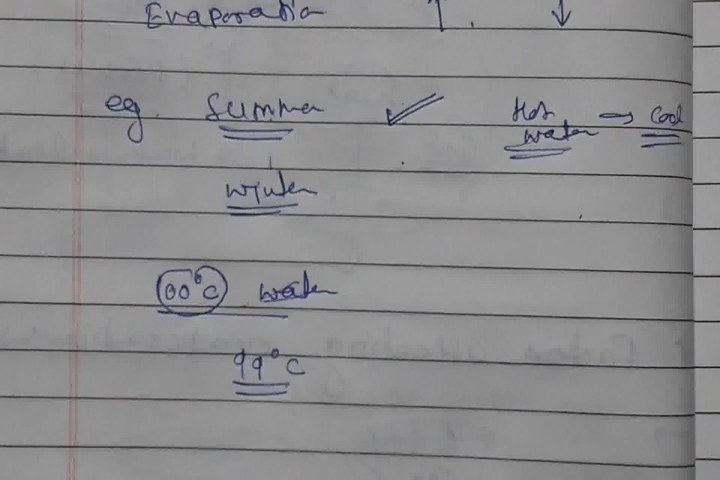 Evaporation ↑ . ↓
eg. Summer ✓ Hot water → Cool
winter
100°C water
99°C